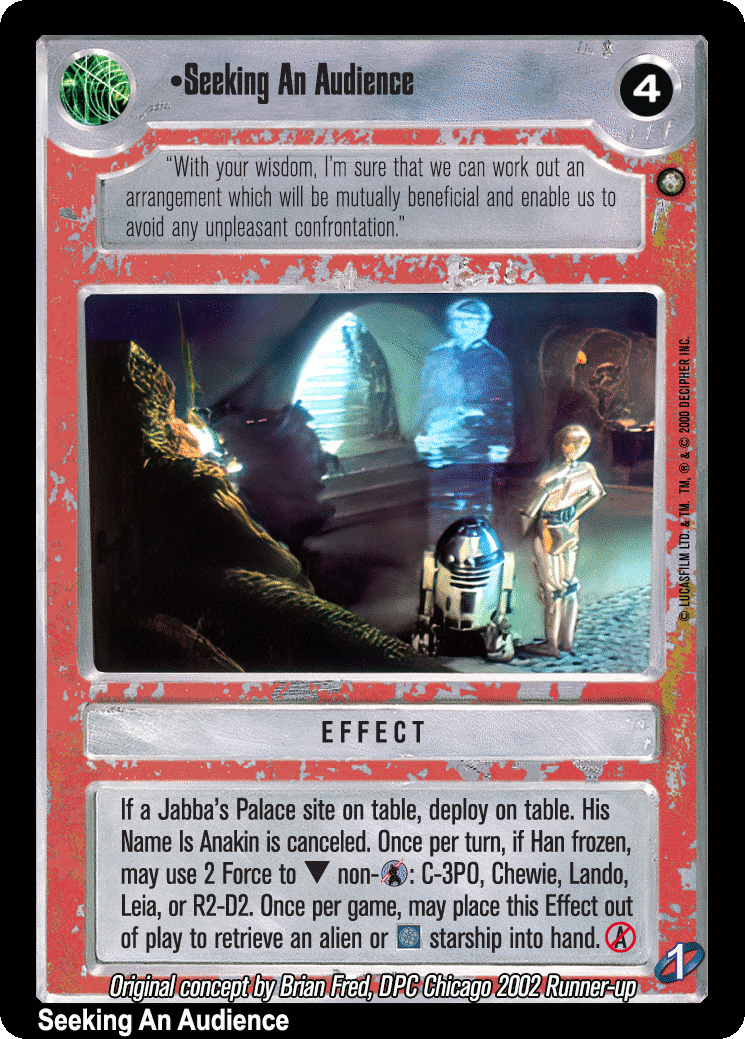 •Seeking An Audience
4
“With your wisdom, I'm sure that we can work out an
arrangement which will be mutually beneficial and enable us to
avoid any unpleasant confrontation.”
© LUCASFILM LTD. & TM. TM, ® & © 2000 DECIPHER INC.
EFFECT
If a Jabba's Palace site on table, deploy on table. His
Name Is Anakin is canceled. Once per turn, if Han frozen,
may use 2 Force to ▼ non-: C-3PO, Chewie, Lando,
Leia, or R2-D2. Once per game, may place this Effect out
of play to retrieve an alien or starship into hand. A
1
Original concept by Brian Fred, DPC Chicago 2002 Runner-up
Seeking An Audience